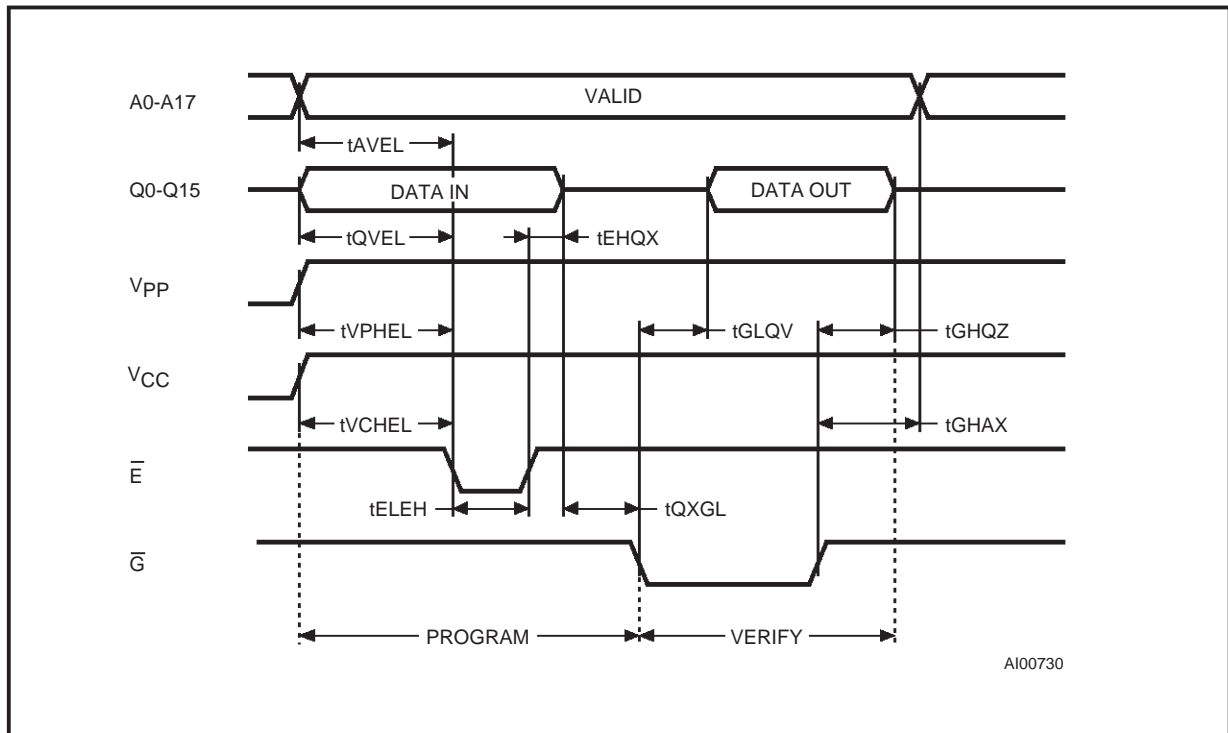 A0-A17
VALID
tAVEL
Q0-Q15
DATA IN
DATA OUT
tQVEL
tEHQX
VPP
tVPHEL
tGLQV
tGHQZ
VCC
tVCHEL
tGHAX
E̅
tELEH
tQXGL
G̅
PROGRAM
VERIFY
AI00730